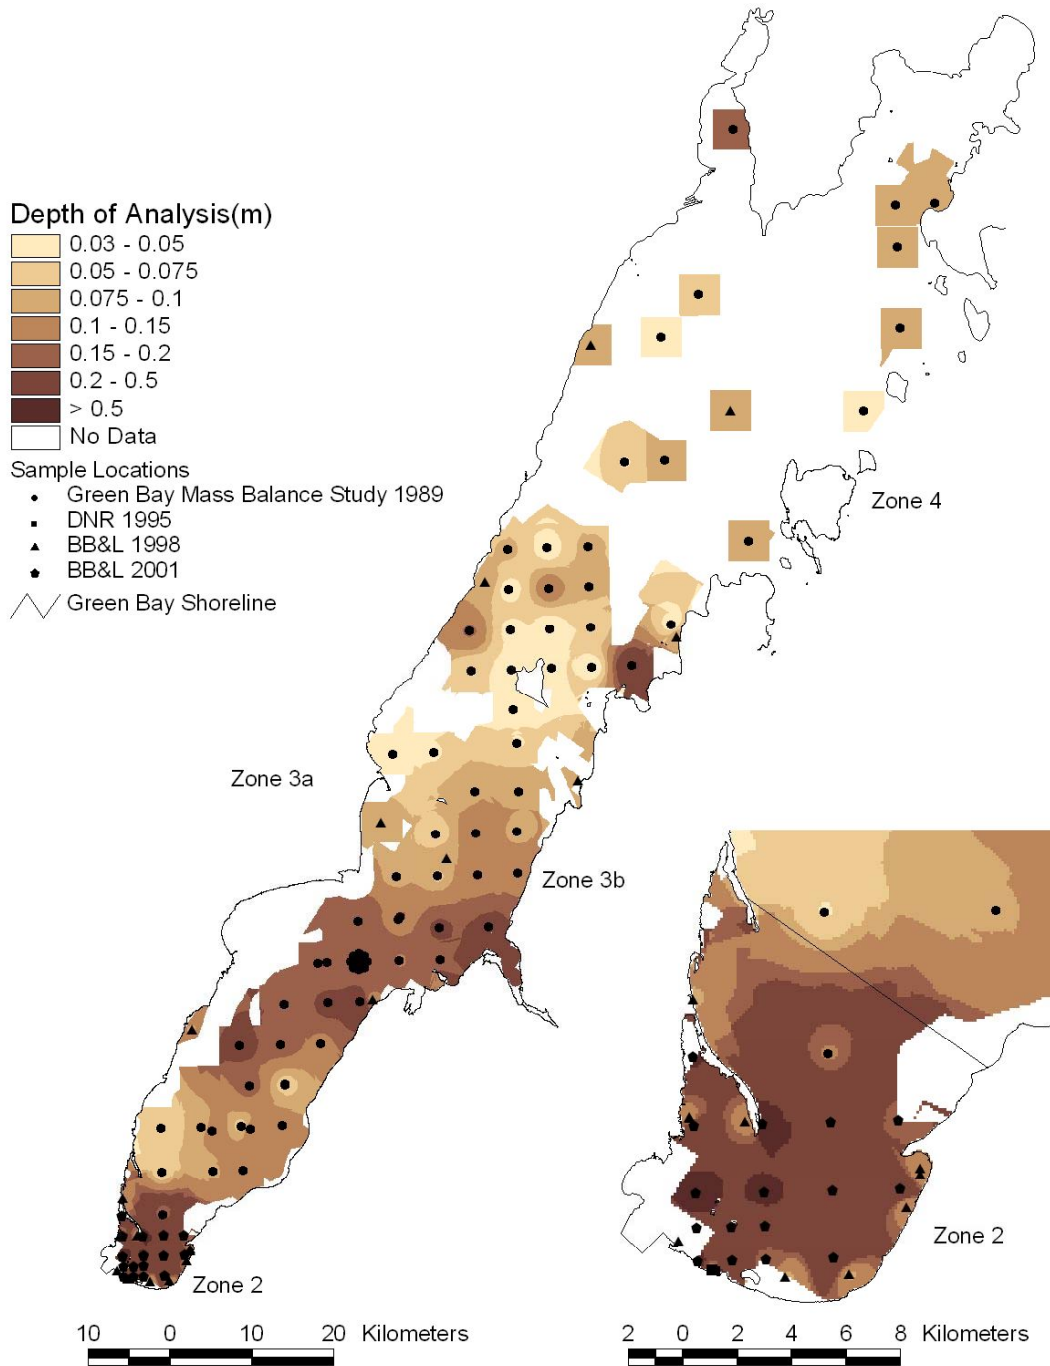 Depth of Analysis(m)
0.03 - 0.05
0.05 - 0.075
0.075 - 0.1
0.1 - 0.15
0.15 - 0.2
0.2 - 0.5
> 0.5
No Data
Sample Locations
Green Bay Mass Balance Study 1989
DNR 1995
BB&L 1998
BB&L 2001
Green Bay Shoreline
Zone 4
Zone 3a
Zone 3b
Zone 2
Zone 2
10 0 10 20 Kilometers
2 0 2 4 6 8 Kilometers